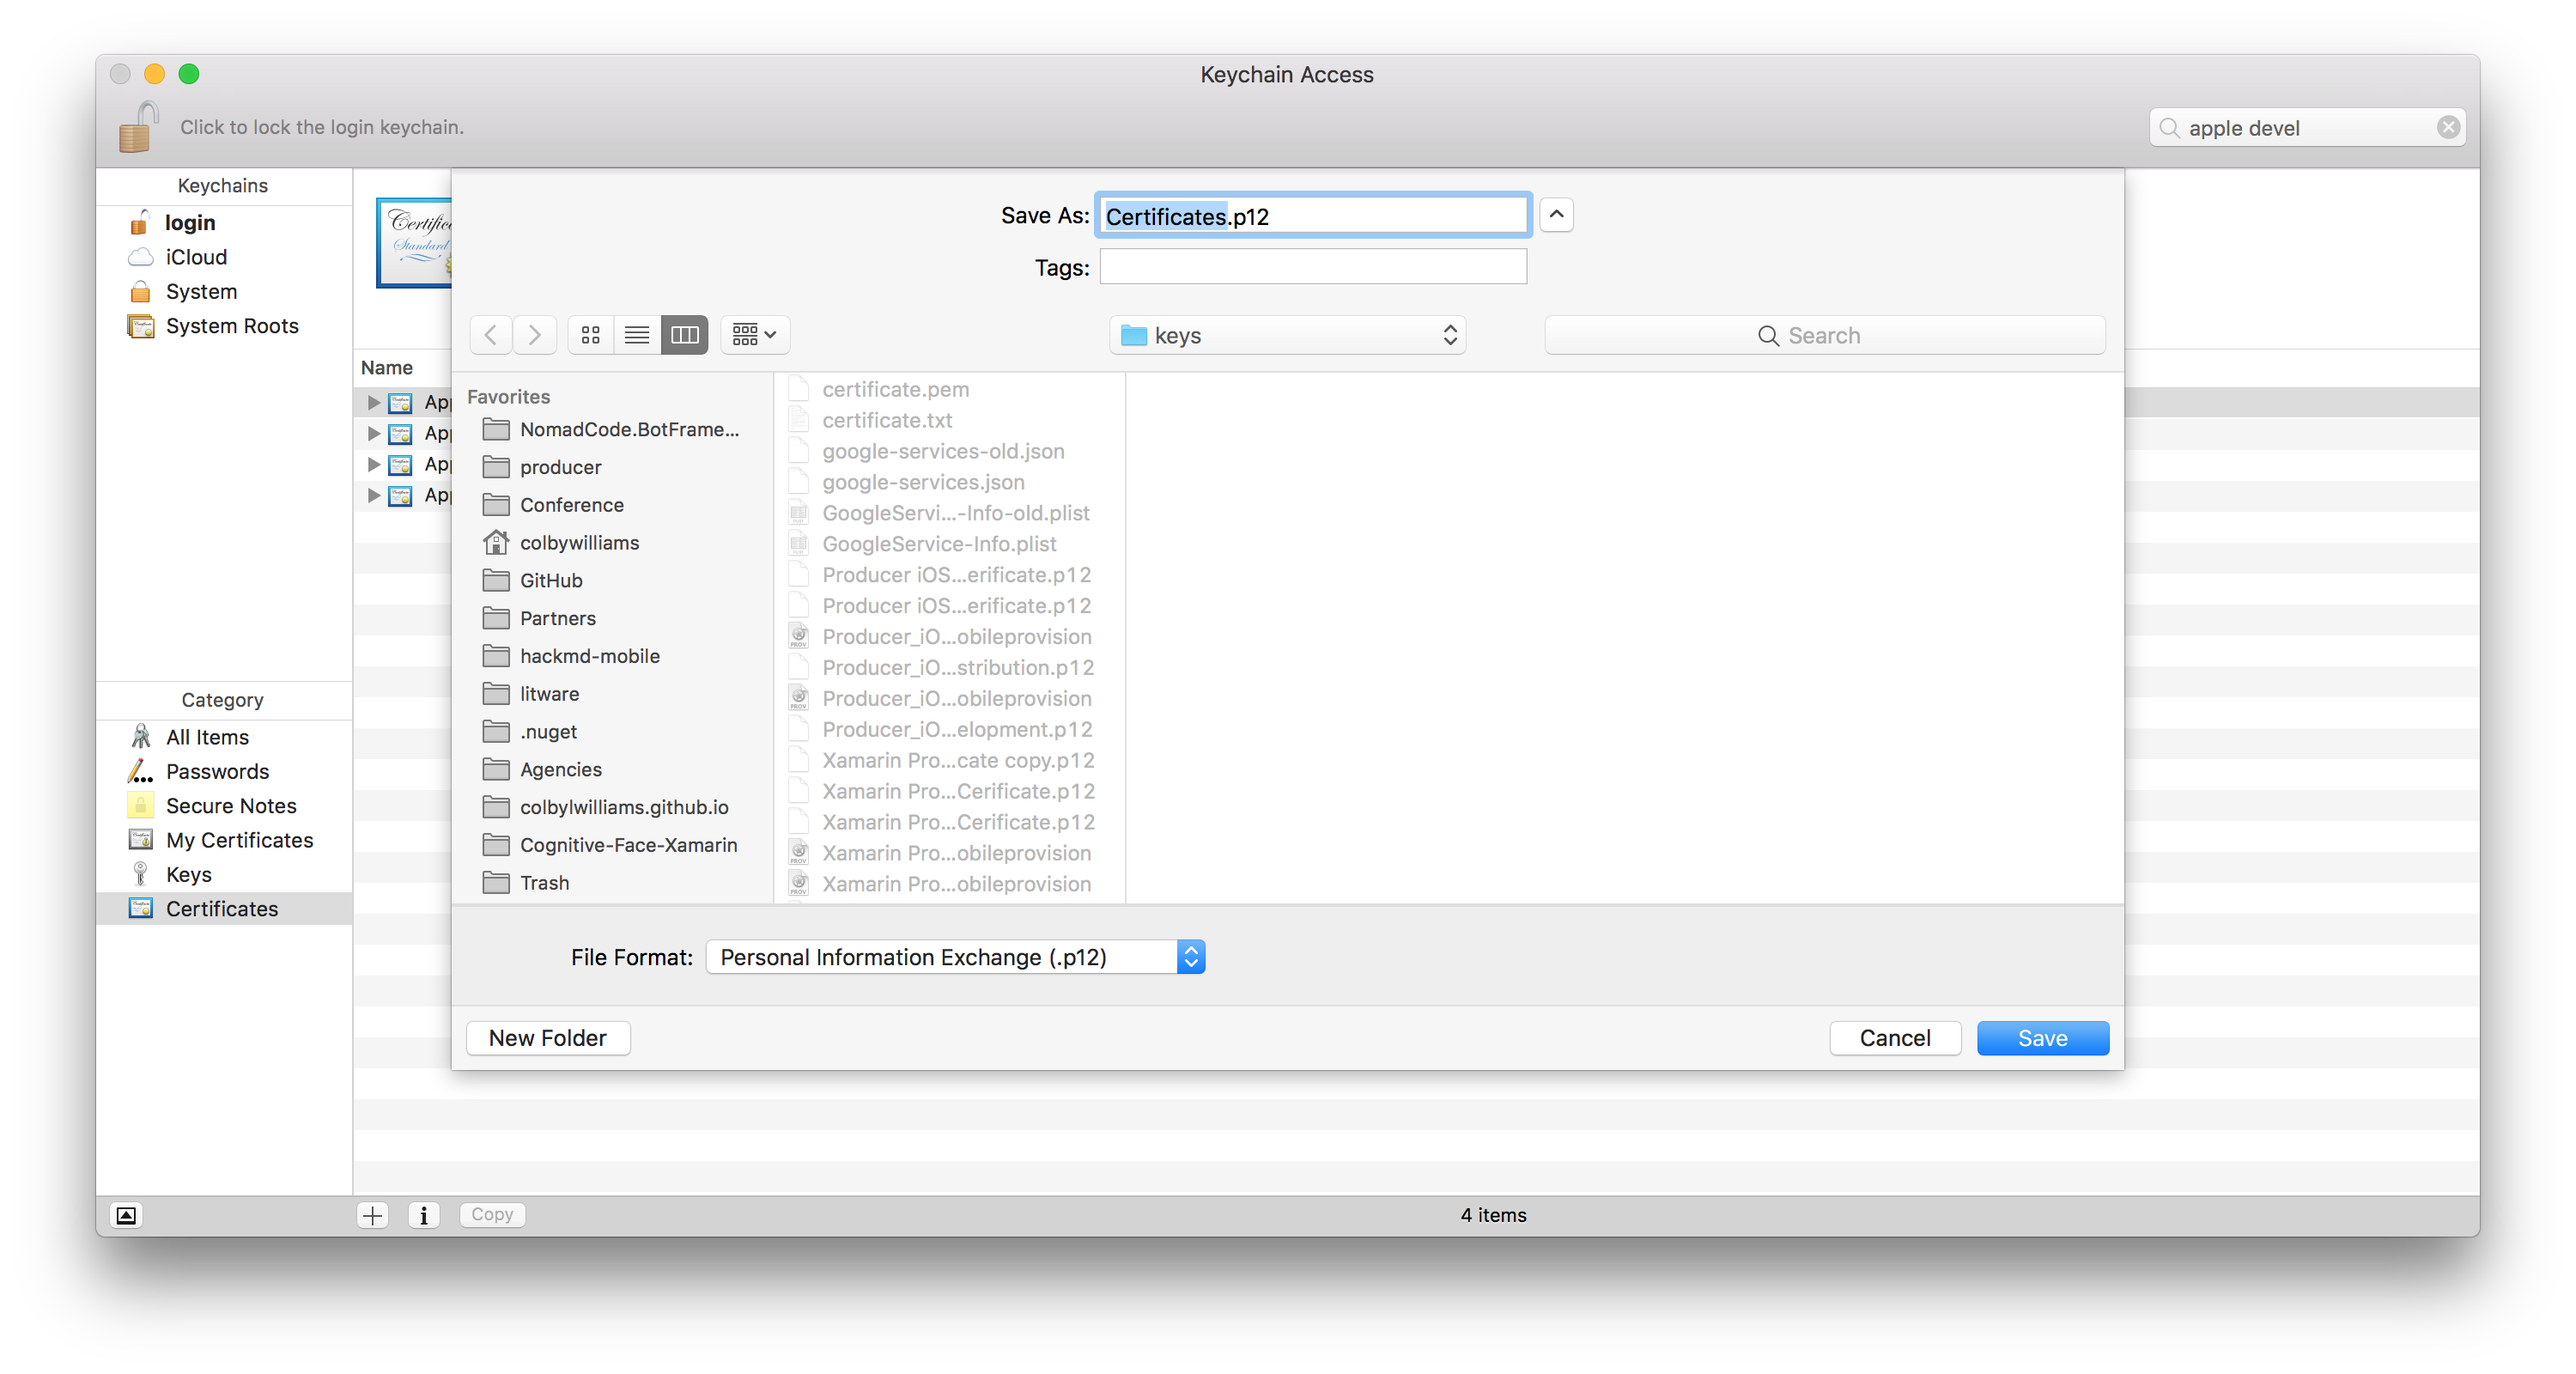 Keychain Access
Click to lock the login keychain.
apple devel
Keychains
login
iCloud
System
System Roots
Certific
Standard
Name
App
App
App
App
Category
All Items
Passwords
Secure Notes
My Certificates
Keys
Certificates
Save As: Certificates.p12
Tags:
keys
Search
Favorites
NomadCode.BotFrame...
producer
Conference
colbywilliams
GitHub
Partners
hackmd-mobile
litware
.nuget
Agencies
colbylwilliams.github.io
Cognitive-Face-Xamarin
Trash
certificate.pem
certificate.txt
google-services-old.json
google-services.json
GoogleServi...-Info-old.plist
GoogleService-Info.plist
Producer iOS...erificate.p12
Producer iOS...erificate.p12
Producer_iO...obileprovision
Producer_iO...stribution.p12
Producer_iO...obileprovision
Producer_iO...elopment.p12
Xamarin Pro...cate copy.p12
Xamarin Pro...Cerificate.p12
Xamarin Pro...Cerificate.p12
Xamarin Pro...obileprovision
Xamarin Pro...obileprovision
File Format: Personal Information Exchange (.p12)
New Folder
Cancel
Save
Copy
4 items